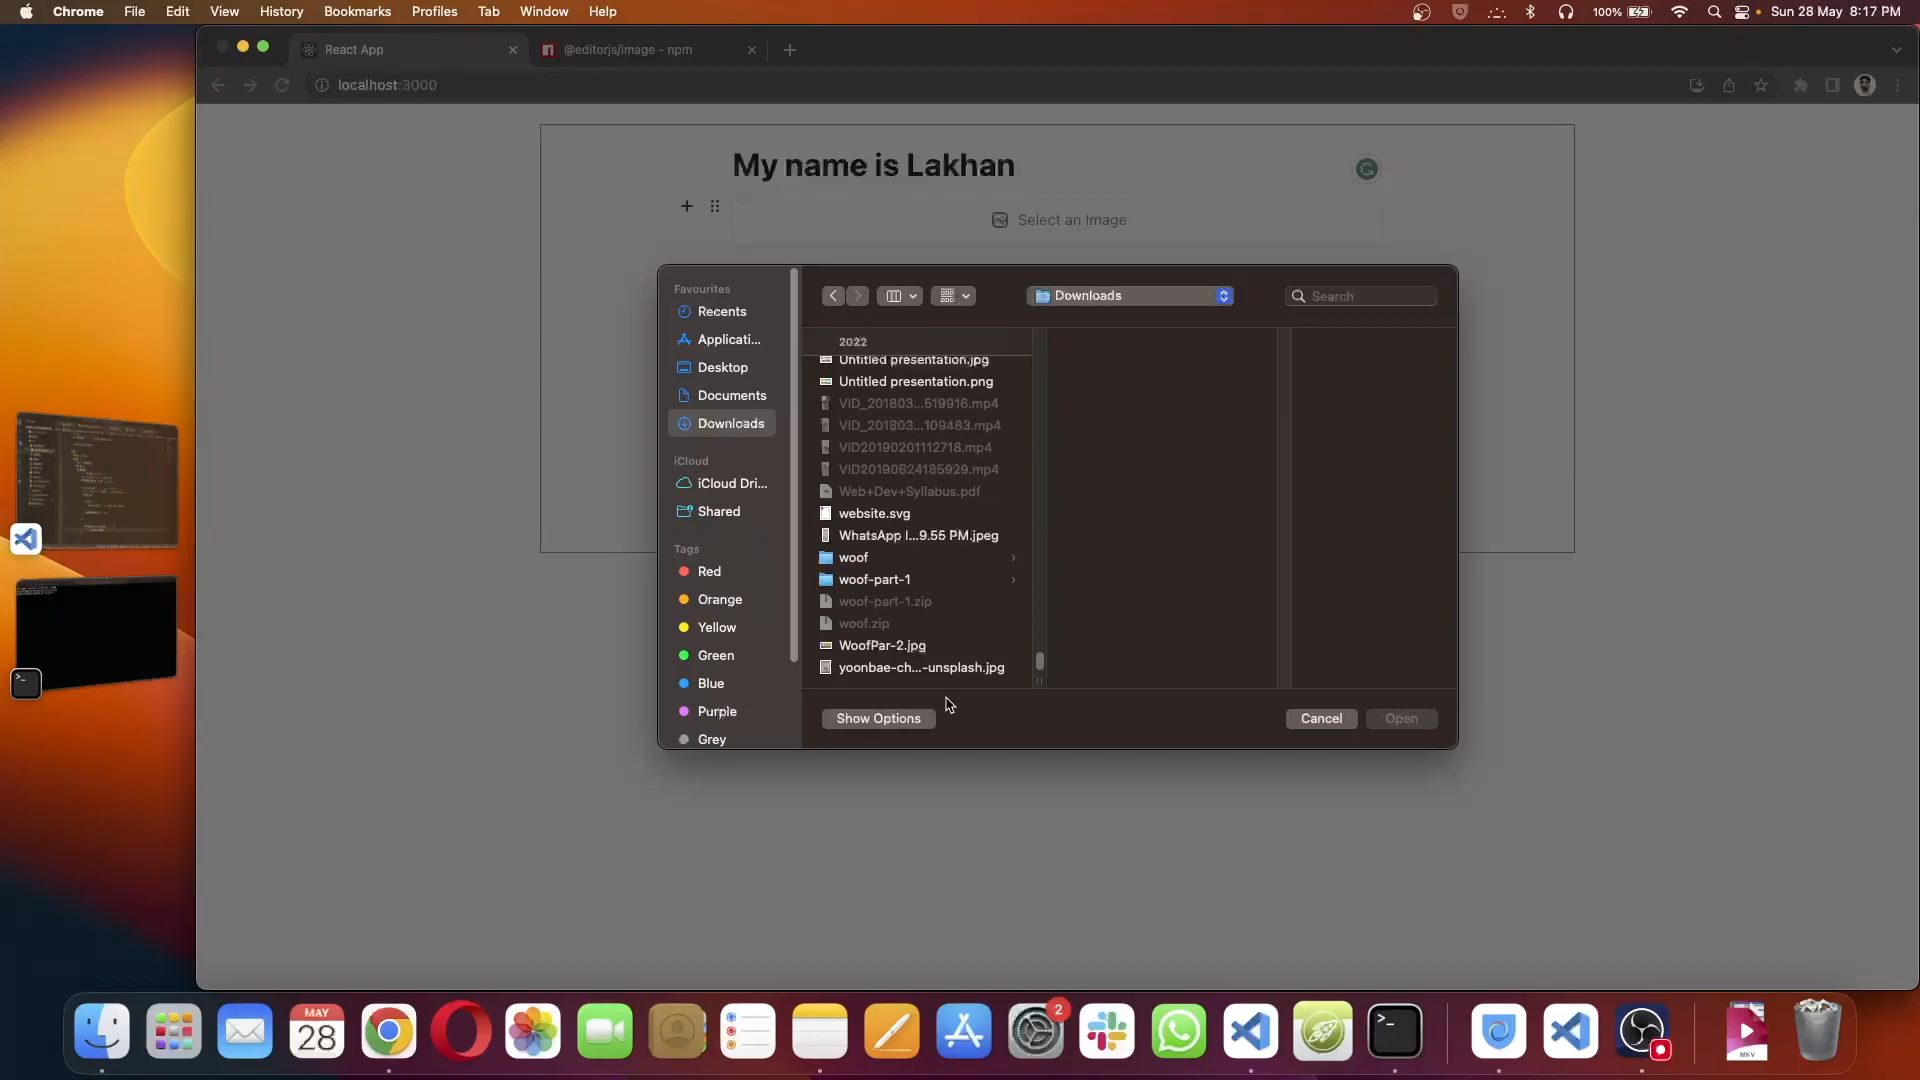 Chrome File Edit View History Bookmarks Profiles Tab Window Help
100% Sun 28 May 8:17 PM
React App
@editorjs/image - npm
localhost:3000
My name is Lakhan
Select an Image
Favourites
Recents
Applicati...
Desktop
Documents
Downloads
iCloud
iCloud Dri...
Shared
Tags
Red
Orange
Yellow
Green
Blue
Purple
Grey
Downloads
Search
2022
Untitled presentation.jpg
Untitled presentation.png
VID_201803...519916.mp4
VID_201803...109483.mp4
VID20190201112718.mp4
VID20190624185929.mp4
Web+Dev+Syllabus.pdf
website.svg
WhatsApp I...9.55 PM.jpeg
woof
woof-part-1
woof-part-1.zip
woof.zip
WoofPar-2.jpg
yoonbae-ch...-unsplash.jpg
Show Options
Cancel
Open
MAY
28
2
MKV